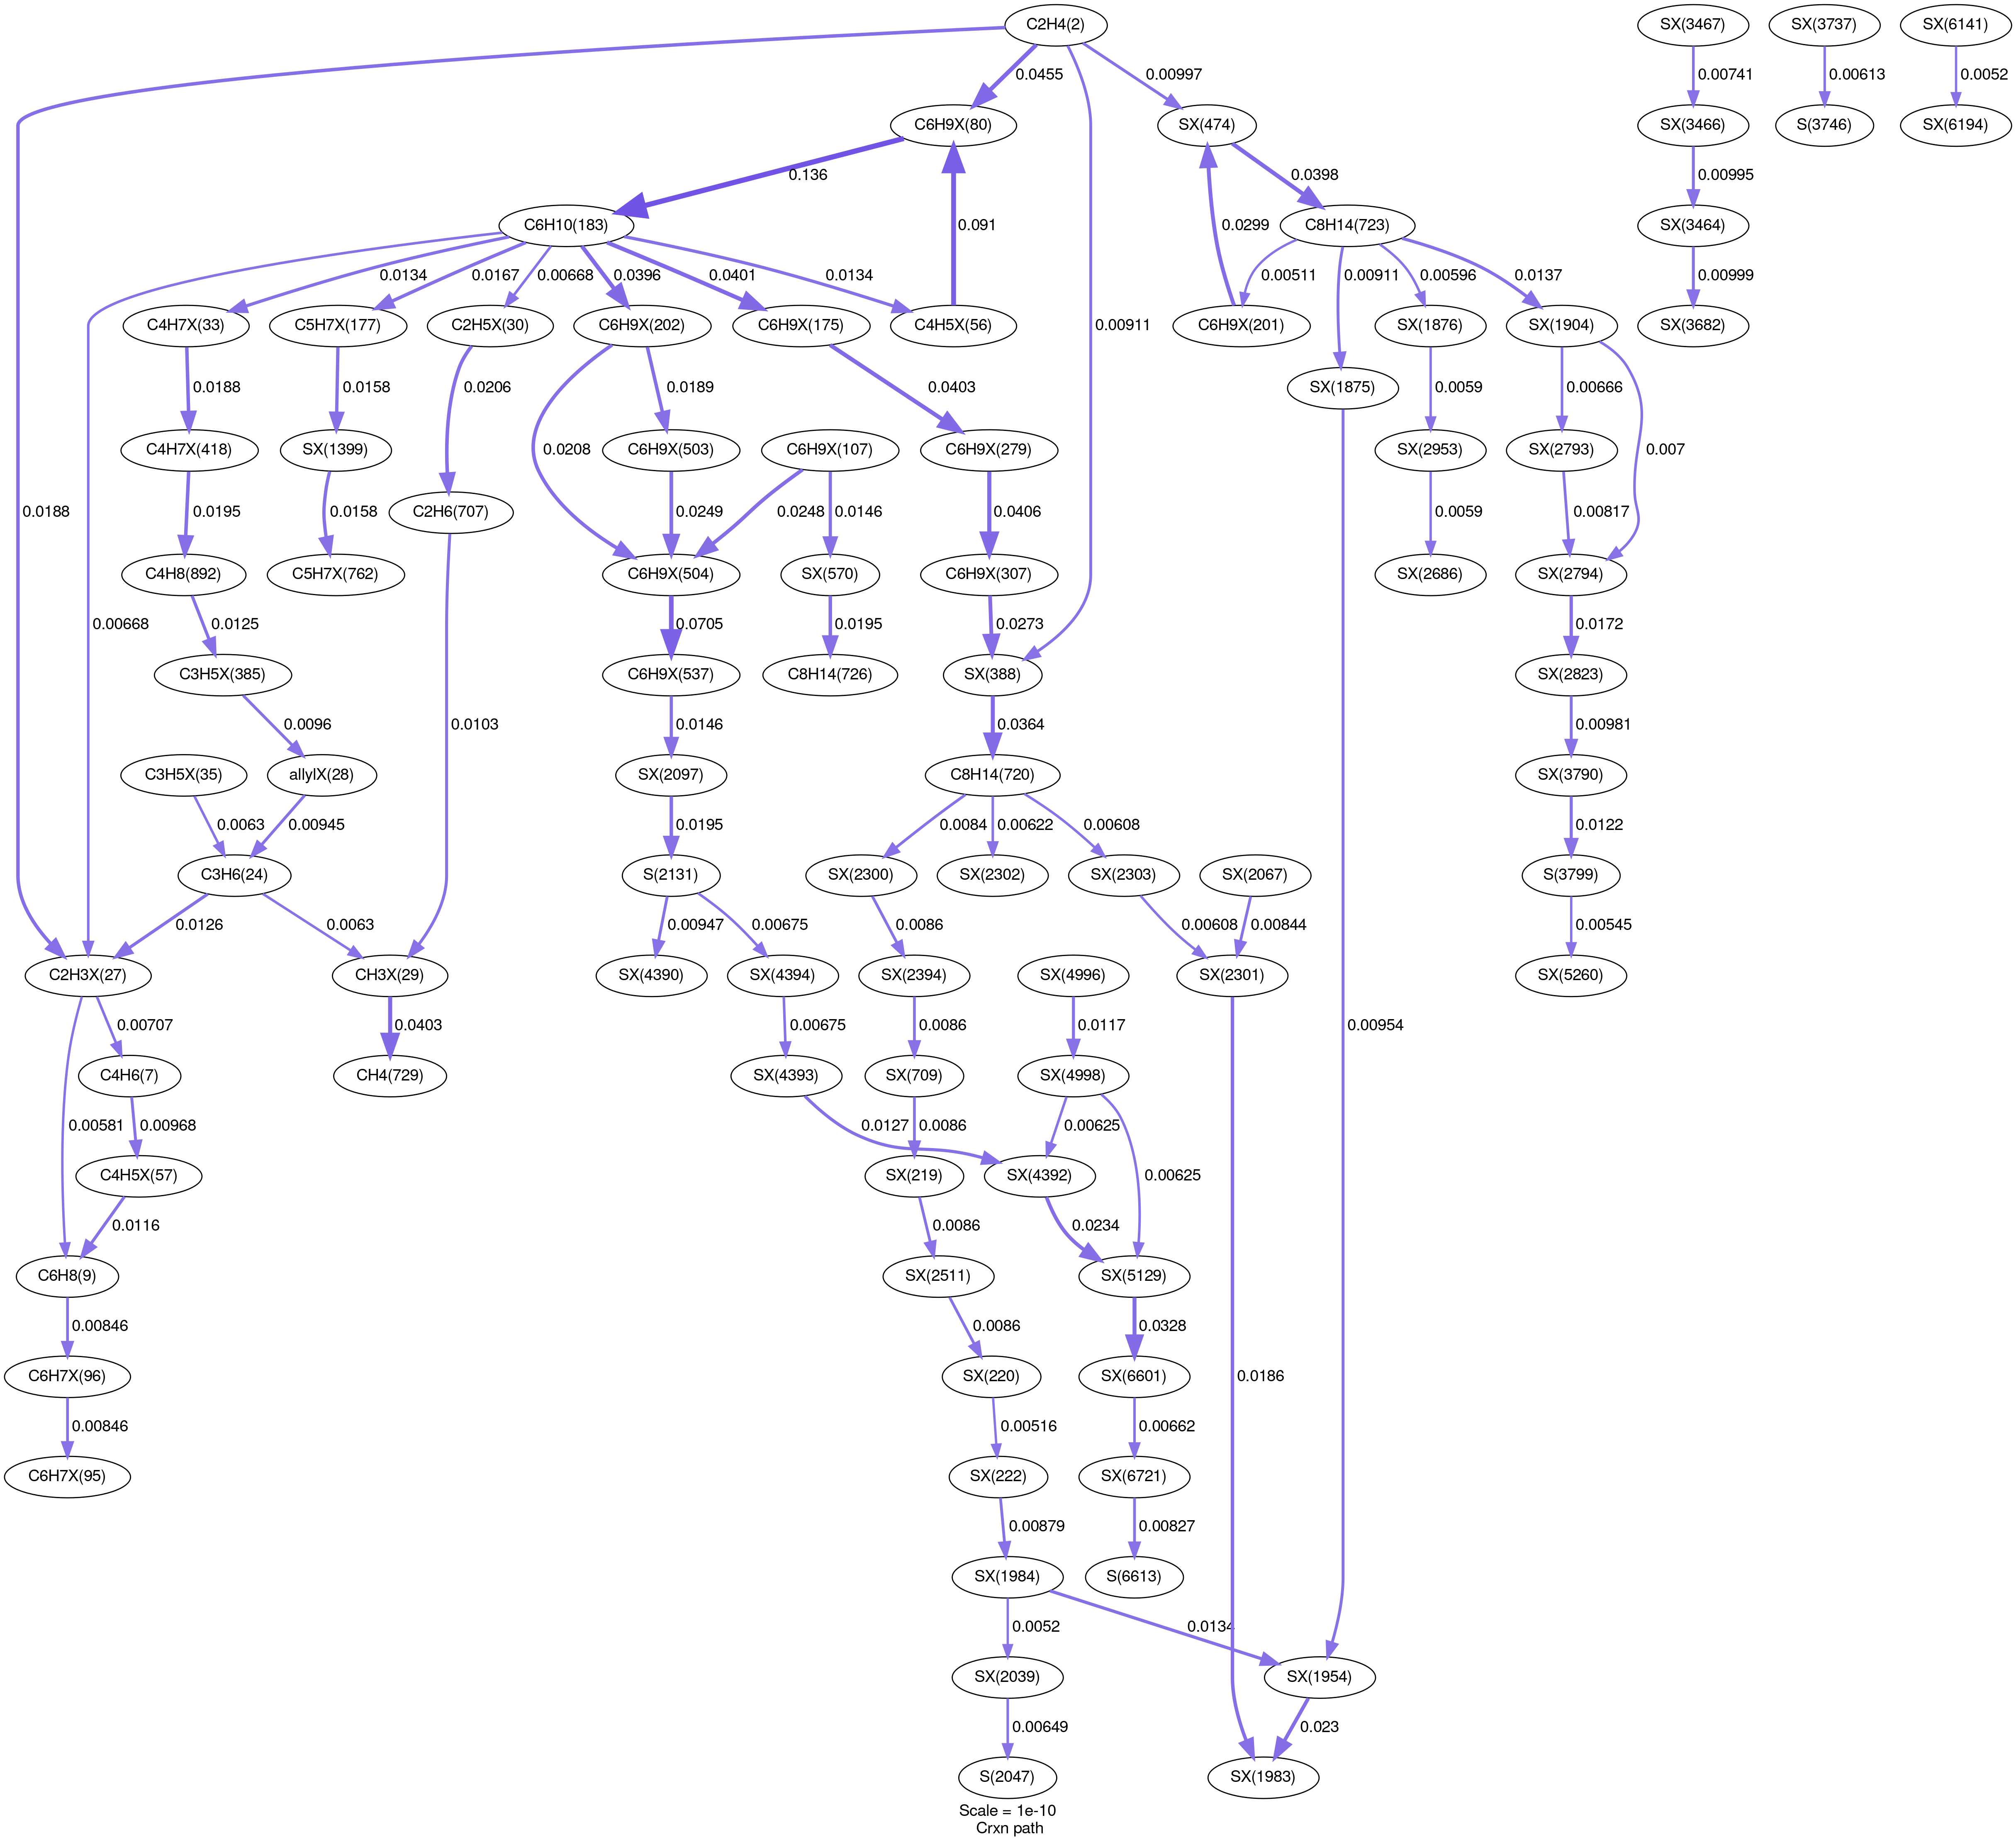 C2H4(2)
SX(3467)
SX(3737)
SX(6141)
0.0455
0.00997
0.00741
0.00613
0.0052
C6H9X(80)
SX(474)
SX(3466)
S(3746)
SX(6194)
0.136
0.0398
0.00995
C6H10(183)
0.091
0.0299
C8H14(723)
SX(3464)
0.0134
0.0167
0.00668
0.0396
0.0401
0.0134
0.00511
0.00911
0.00596
0.0137
0.00999
C4H7X(33)
C5H7X(177)
C2H5X(30)
C6H9X(202)
C6H9X(175)
C4H5X(56)
0.00911
C6H9X(201)
SX(1876)
SX(1904)
SX(3682)
0.0188
0.0158
0.0206
0.0189
0.0403
SX(1875)
0.0059
0.00666
C4H7X(418)
SX(1399)
0.0208
C6H9X(503)
C6H9X(107)
C6H9X(279)
SX(2953)
SX(2793)
0.007
0.0188
0.0195
0.0158
C2H6(707)
0.0249
0.0248
0.0146
0.0406
0.0059
0.00817
C4H8(892)
C5H7X(762)
C6H9X(504)
SX(570)
C6H9X(307)
SX(2686)
SX(2794)
0.00668
0.0125
0.0705
0.0195
0.0273
0.0172
C3H5X(385)
C6H9X(537)
C8H14(726)
SX(388)
SX(2823)
0.0096
0.0103
0.0146
0.0364
0.00981
C3H5X(35)
allylX(28)
SX(2097)
C8H14(720)
SX(3790)
0.0063
0.00945
0.0195
0.0084
0.00622
0.00608
0.0122
C3H6(24)
S(2131)
SX(2300)
SX(2302)
SX(2303)
SX(2067)
S(3799)
0.0126
0.0063
0.00947
0.00675
0.0086
0.00608
0.00844
0.00545
C2H3X(27)
CH3X(29)
SX(4390)
SX(4394)
SX(2394)
SX(4996)
SX(2301)
SX(5260)
0.00707
0.0403
0.00675
0.0086
0.0117
0.00954
C4H6(7)
CH4(729)
SX(4393)
SX(709)
SX(4998)
0.00581
0.00968
0.0127
0.0086
0.00625
C4H5X(57)
SX(219)
SX(4392)
0.00625
0.0116
0.0086
0.0234
C6H8(9)
SX(2511)
SX(5129)
0.00846
0.0086
0.0328
C6H7X(96)
SX(220)
SX(6601)
0.0186
0.00846
0.00516
0.00662
C6H7X(95)
SX(222)
SX(6721)
0.00879
0.00827
SX(1984)
S(6613)
0.0052
0.0134
SX(2039)
SX(1954)
0.00649
0.023
S(2047)
SX(1983)
Scale = 1e-10
Crxn path